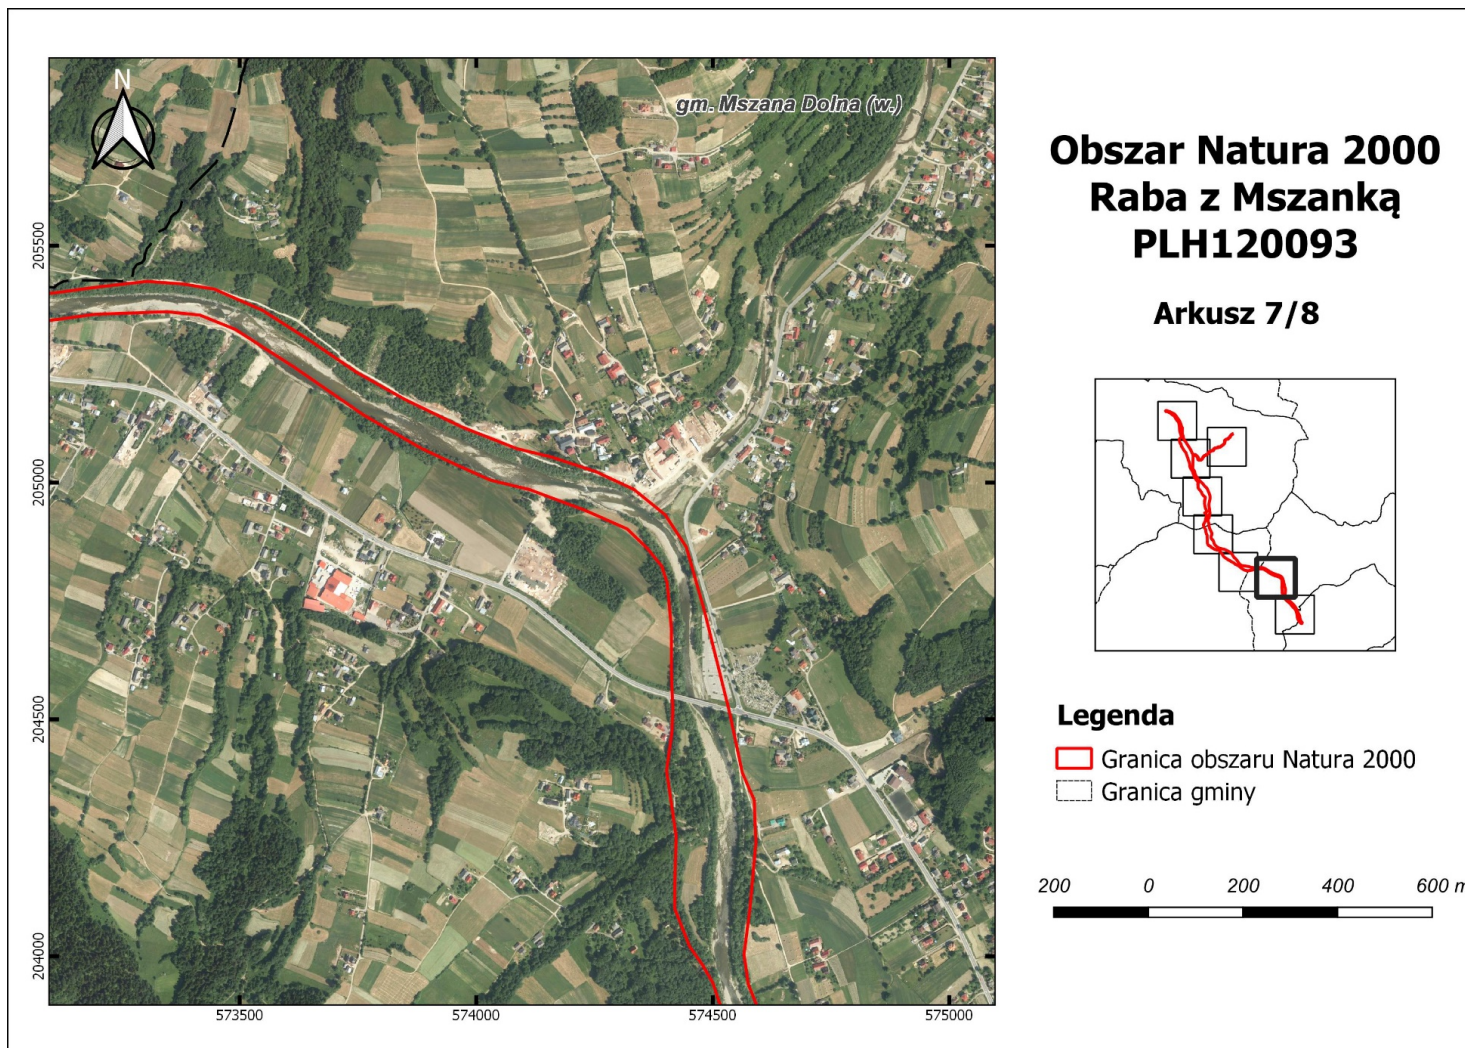 N
gm. Mszana Dolna (w.)
205500
205000
204500
204000
573500
574000
574500
575000
Obszar Natura 2000
Raba z Mszanką
PLH120093
Arkusz 7/8
Legenda
Granica obszaru Natura 2000
Granica gminy
200 0 200 400 600 m